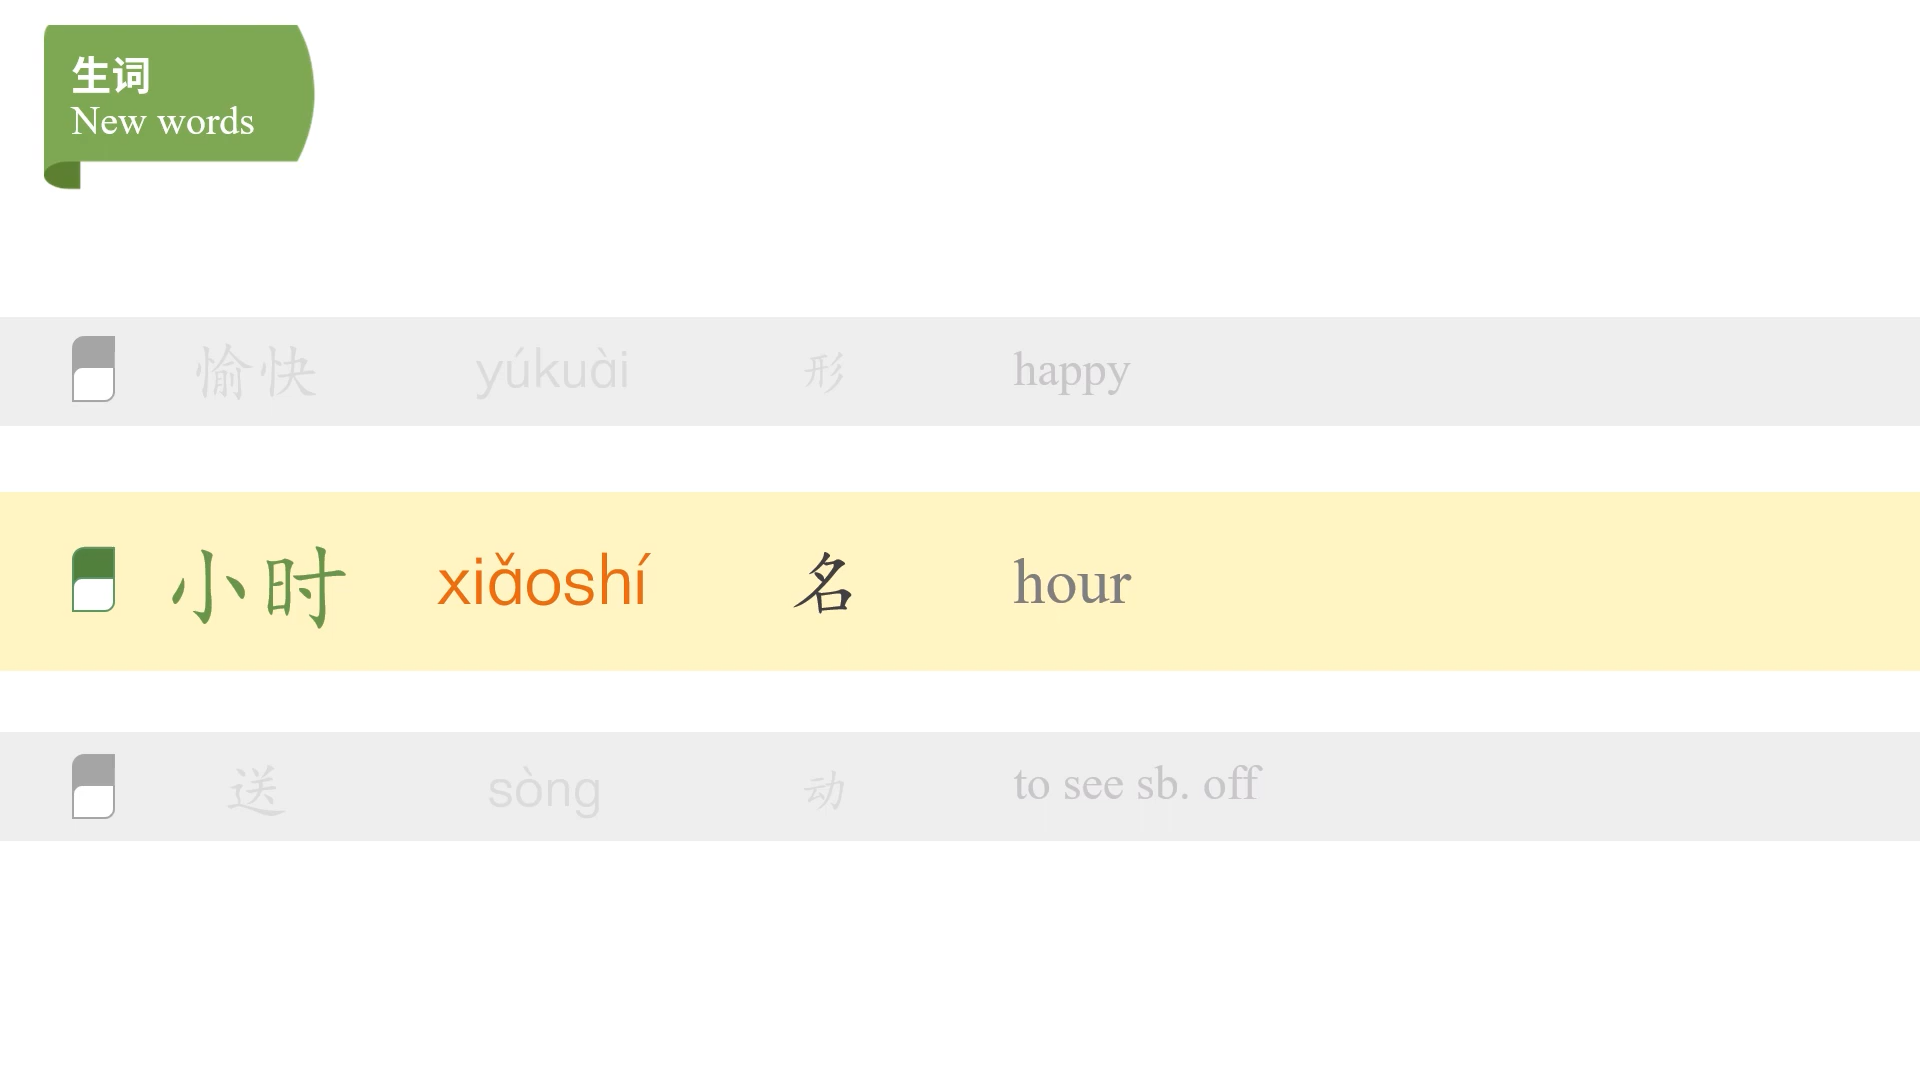 生词
New words
愉快 yúkuài 形 happy
小时 xiǎoshí 名 hour
送 sòng 动 to see sb. off